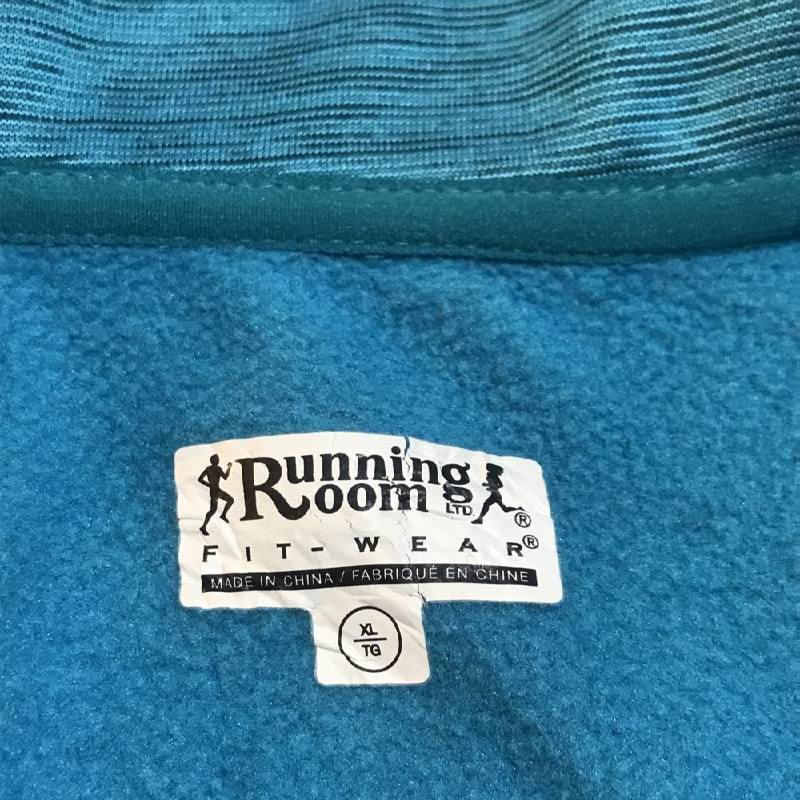 Running
Room LTD. ®
FIT-WEAR®
MADE IN CHINA / FABRIQUÉ EN CHINE
XL
TG